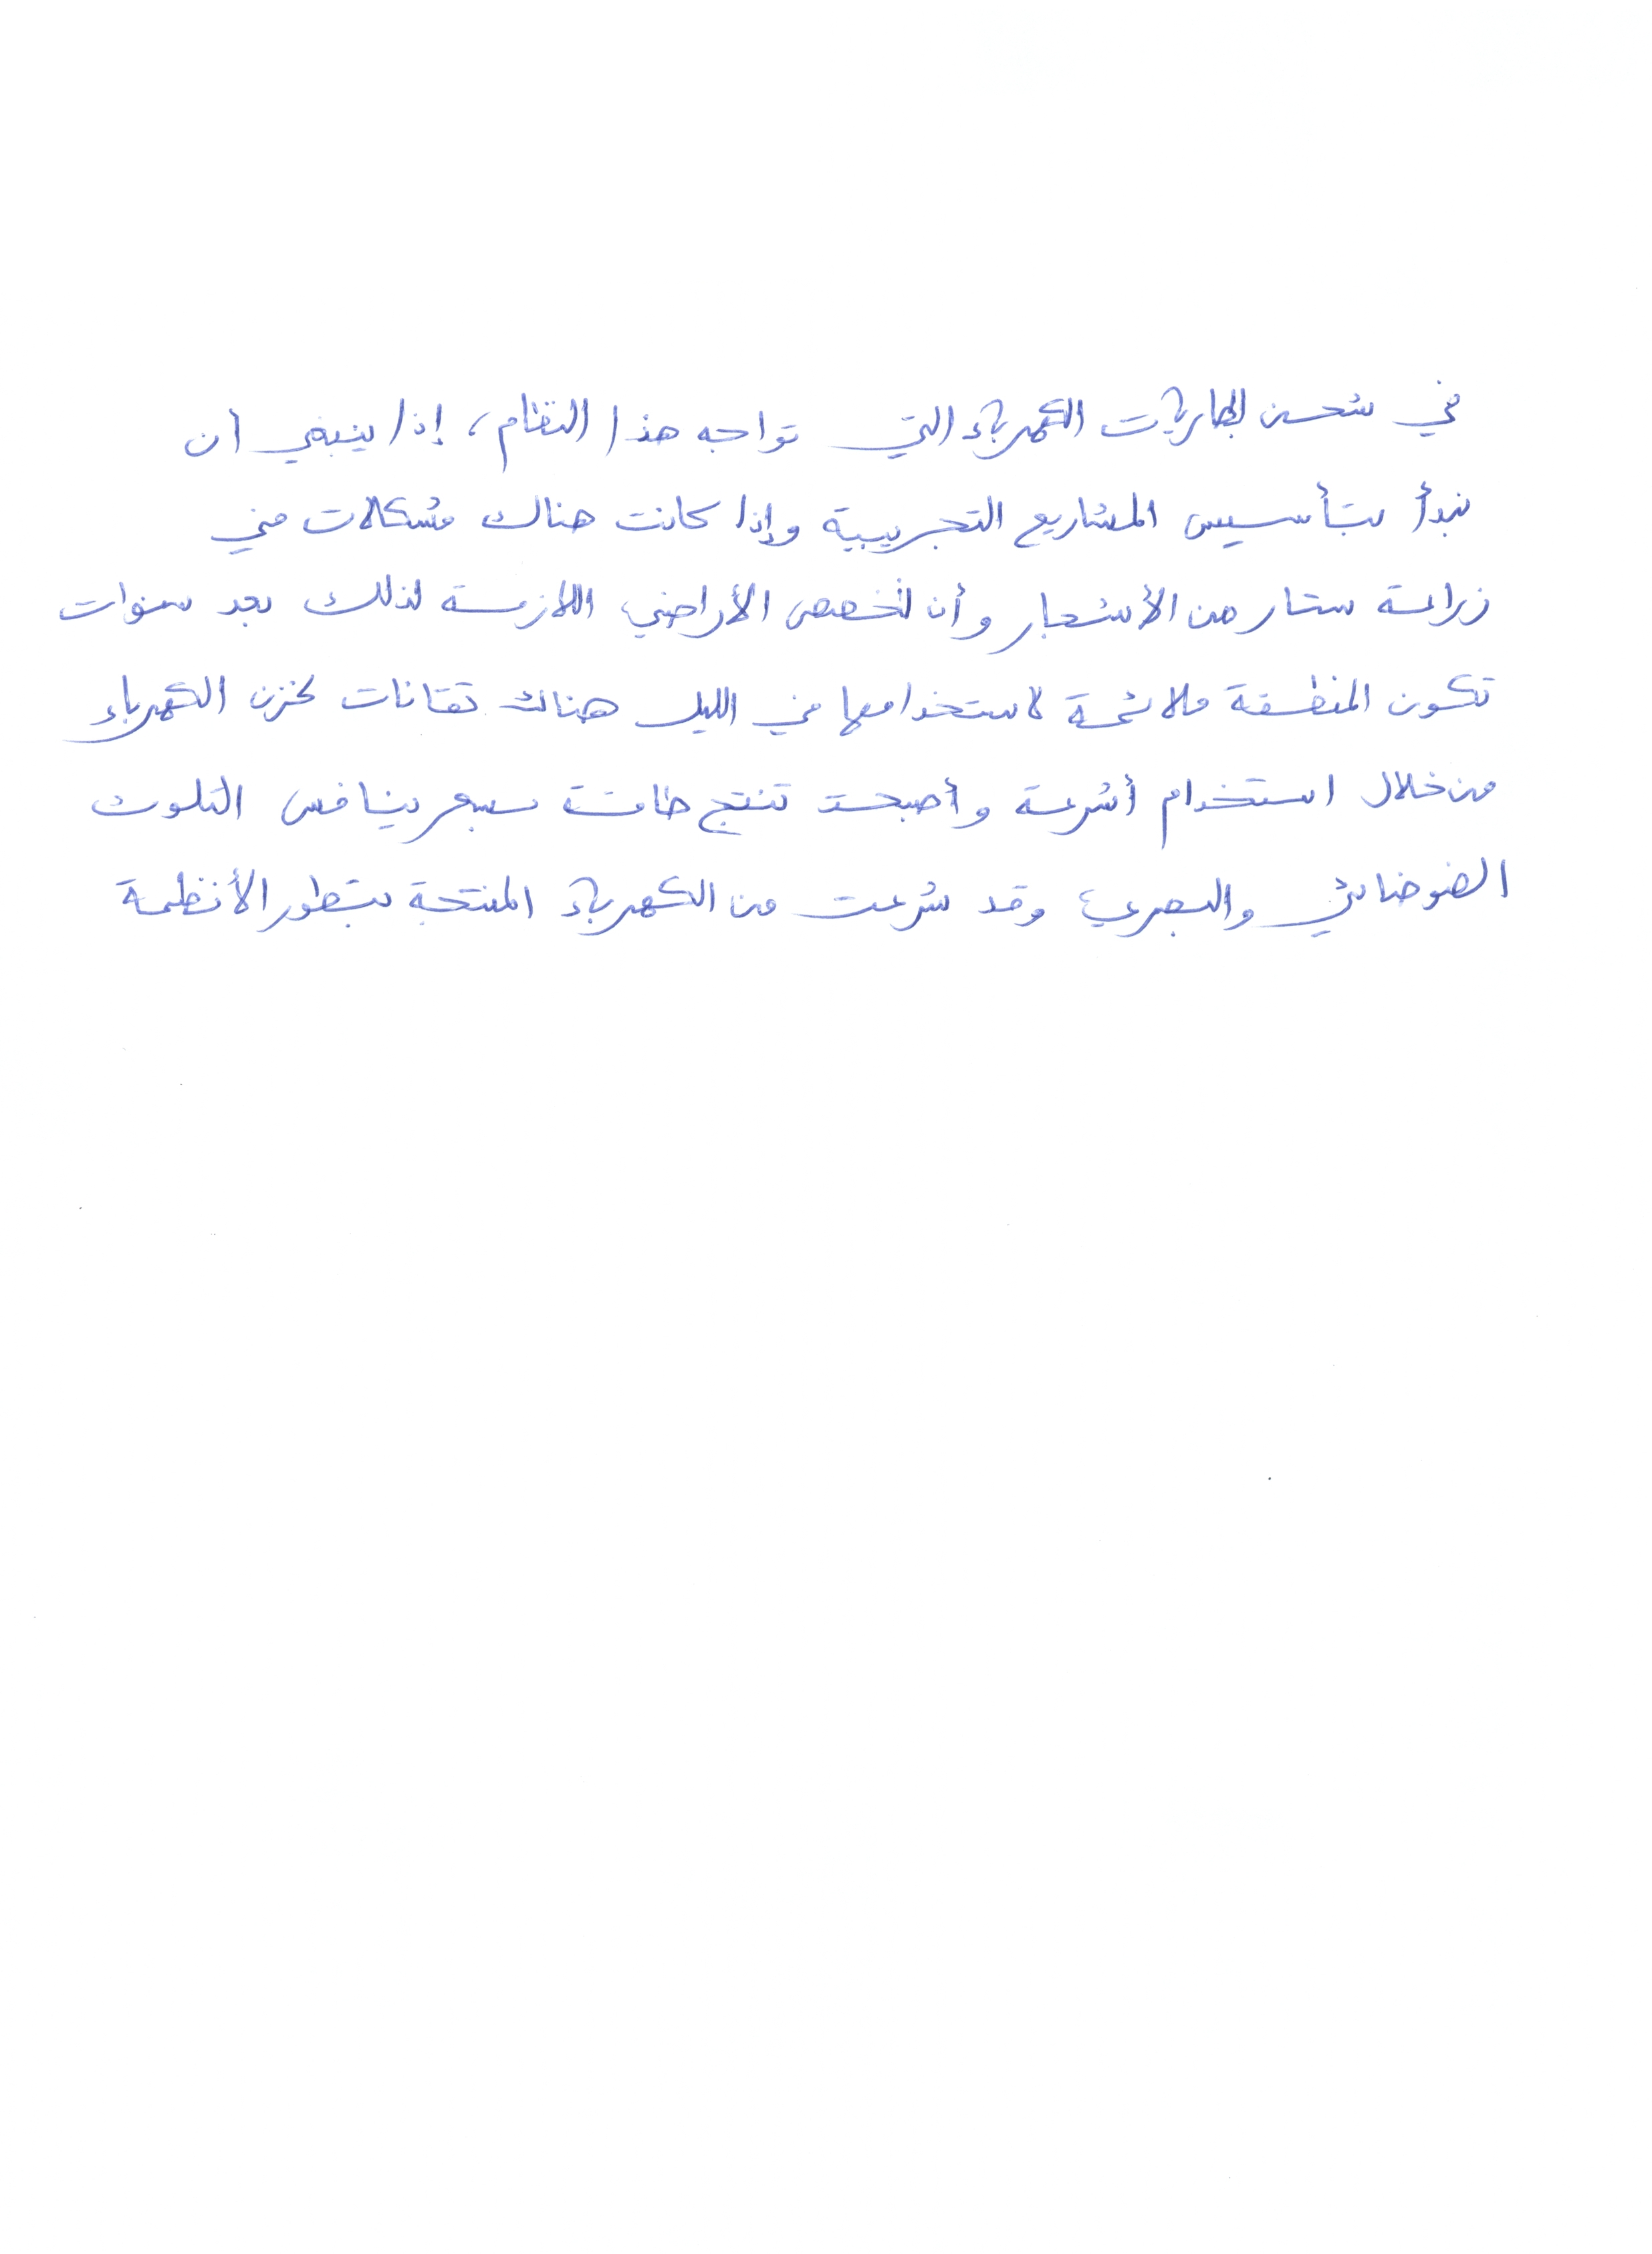 في شحن البطاريات الكهرباء التي تواجه هذا النظام، إذا ينبغي أن
نبدأ بتأسيس المشاريع التجريبية وإذا كانت هناك مشكلات في
زراعة ستار من الأشجار وأن نخصص الأراضي اللازمة لذلك بعد سنوات
تكون المنطقة ملائمة لاستخدامها في الليل هناك تقانات لخزن الكهرباء
من خلال استخدام أشرعة وأصبحت تنتج طاقة بسعر ينافس التلوث
الضوضائي والبصري وقد شرعت من الكهرباء المنتجة بتطور الأنظمة